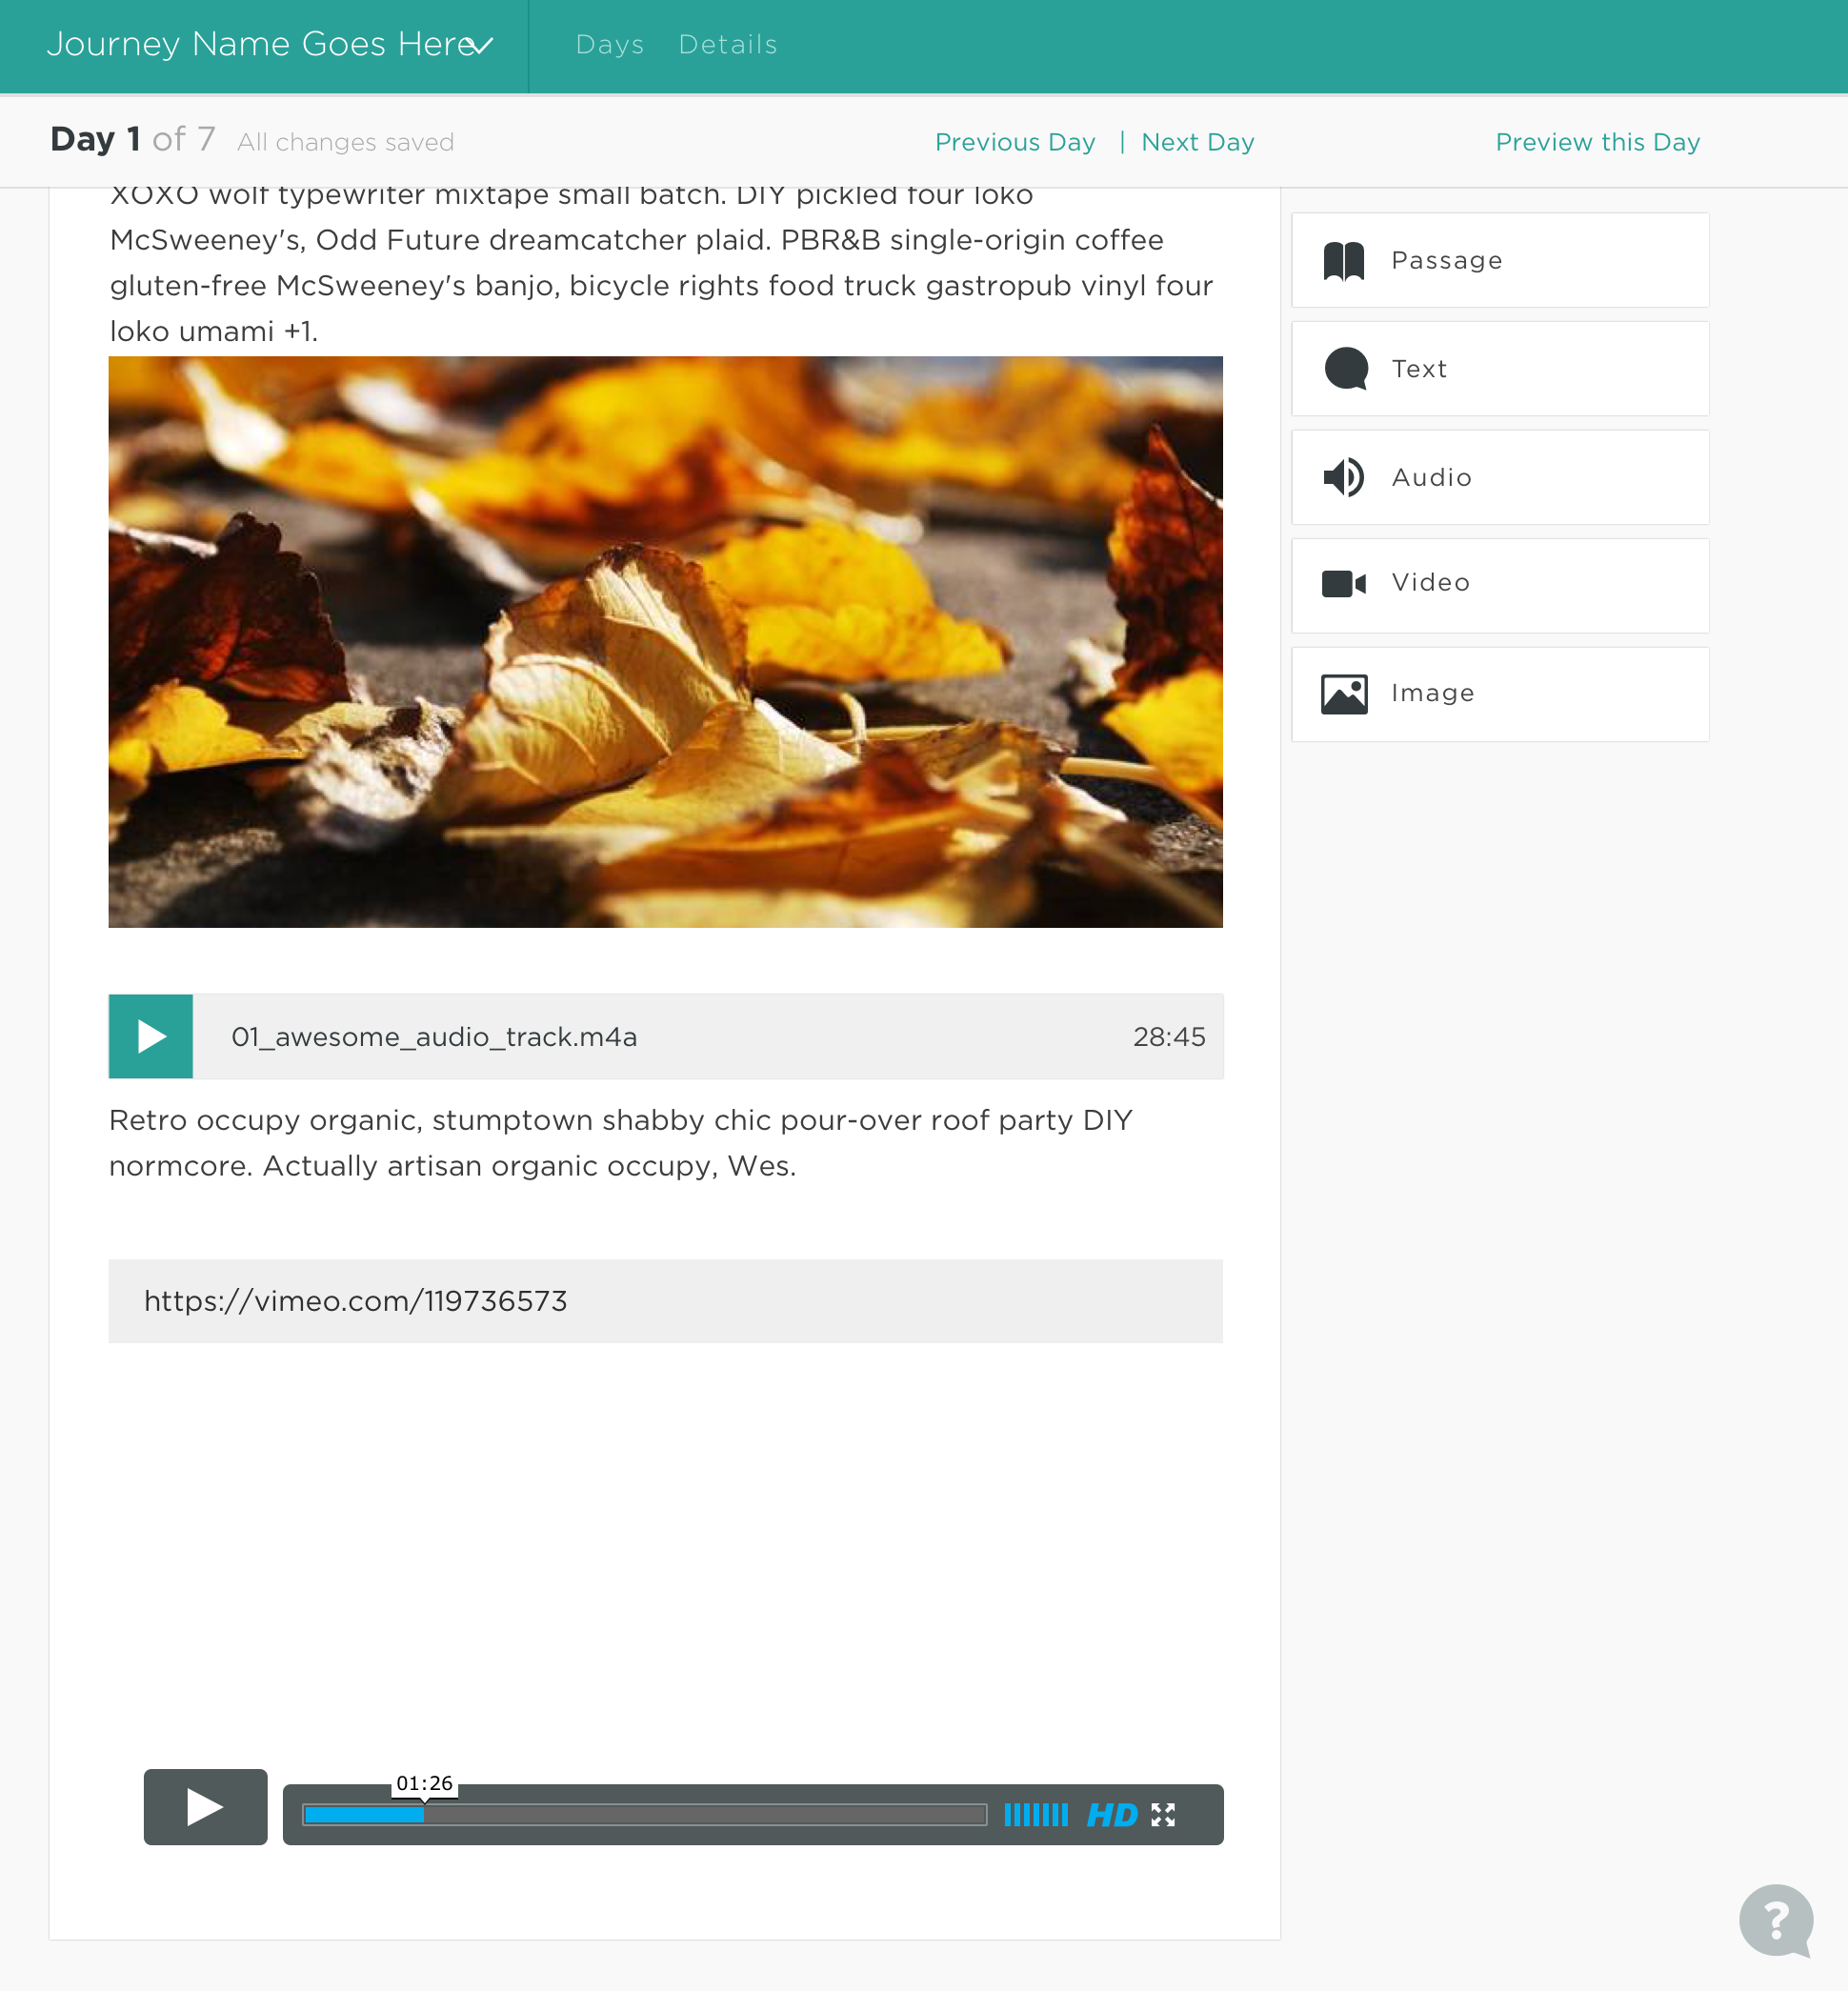 Journey Name Goes Here
Days Details
Day 1 of 7 All changes saved
Previous Day | Next Day
Preview this Day
XOXO wolf typewriter mixtape small batch. DIY pickled four loko
McSweeney's, Odd Future dreamcatcher plaid. PBR&B single-origin coffee
gluten-free McSweeney's banjo, bicycle rights food truck gastropub vinyl four
loko umami +1.
Passage
Text
Audio
Video
Image
01_awesome_audio_track.m4a 28:45
Retro occupy organic, stumptown shabby chic pour-over roof party DIY
normcore. Actually artisan organic occupy, Wes.
https://vimeo.com/119736573
01:26
HD
?